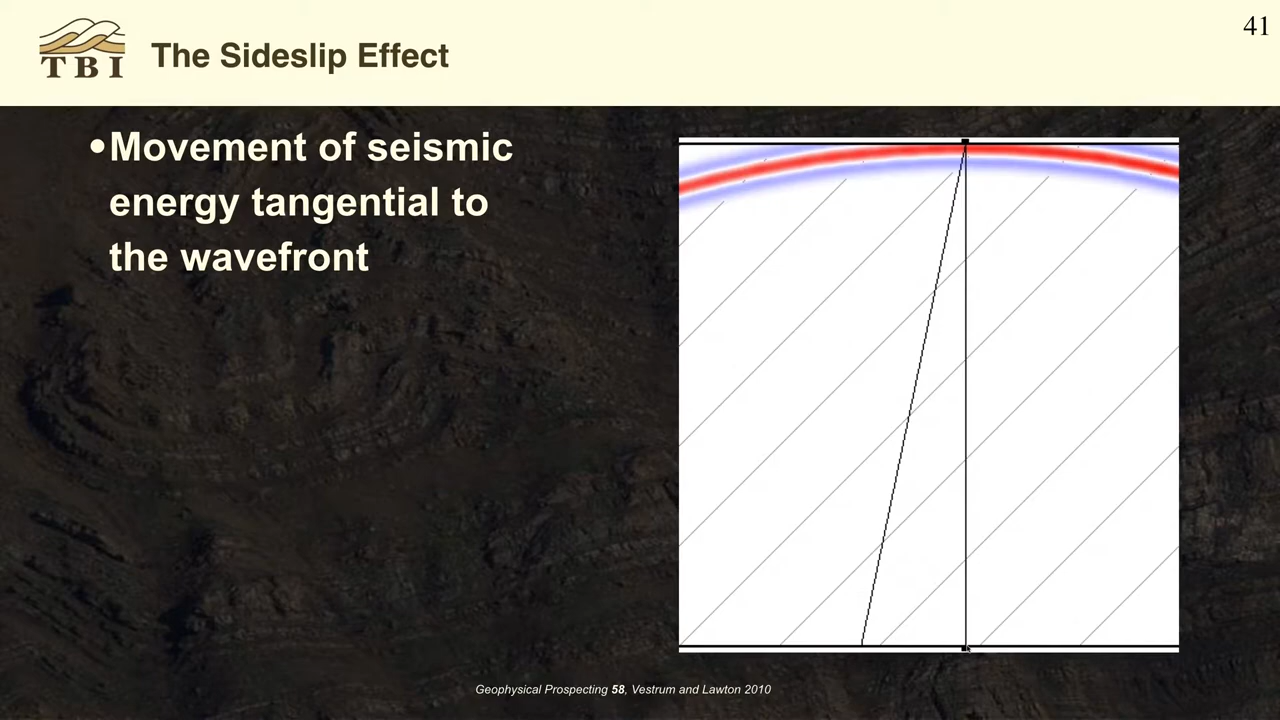 41
TBI
The Sideslip Effect
•Movement of seismic
energy tangential to
the wavefront
Geophysical Prospecting 58, Vestrum and Lawton 2010